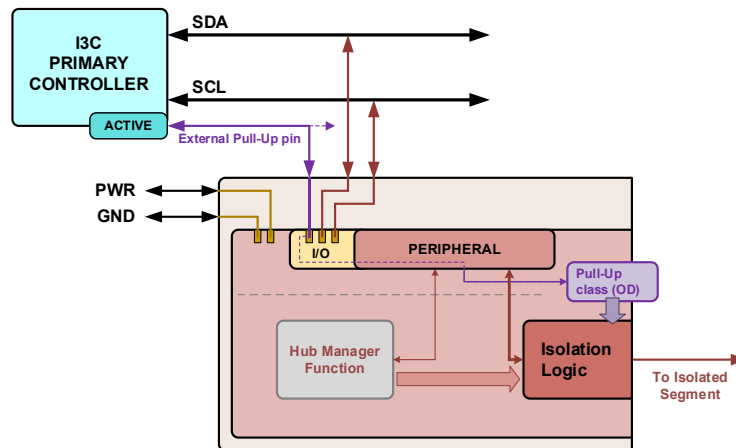 I3C
PRIMARY
CONTROLLER
ACTIVE
SDA
SCL
External Pull-Up pin
PWR
GND
I/O
PERIPHERAL
Pull-Up
class (OD)
Hub Manager
Function
Isolation
Logic
To Isolated
Segment